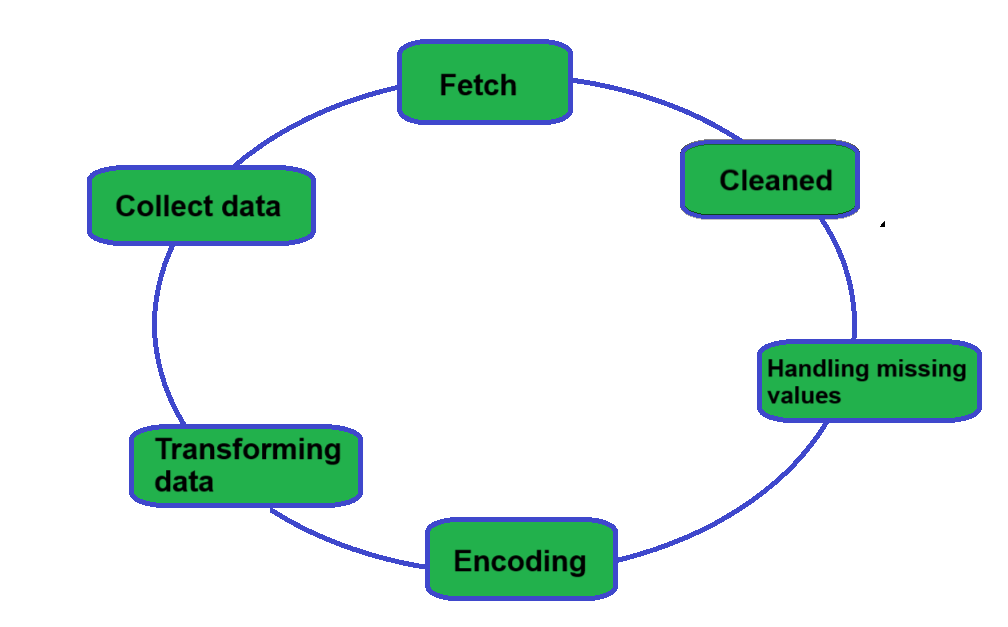 Fetch
Cleaned
Collect data
Handling missing
values
Transforming
data
Encoding